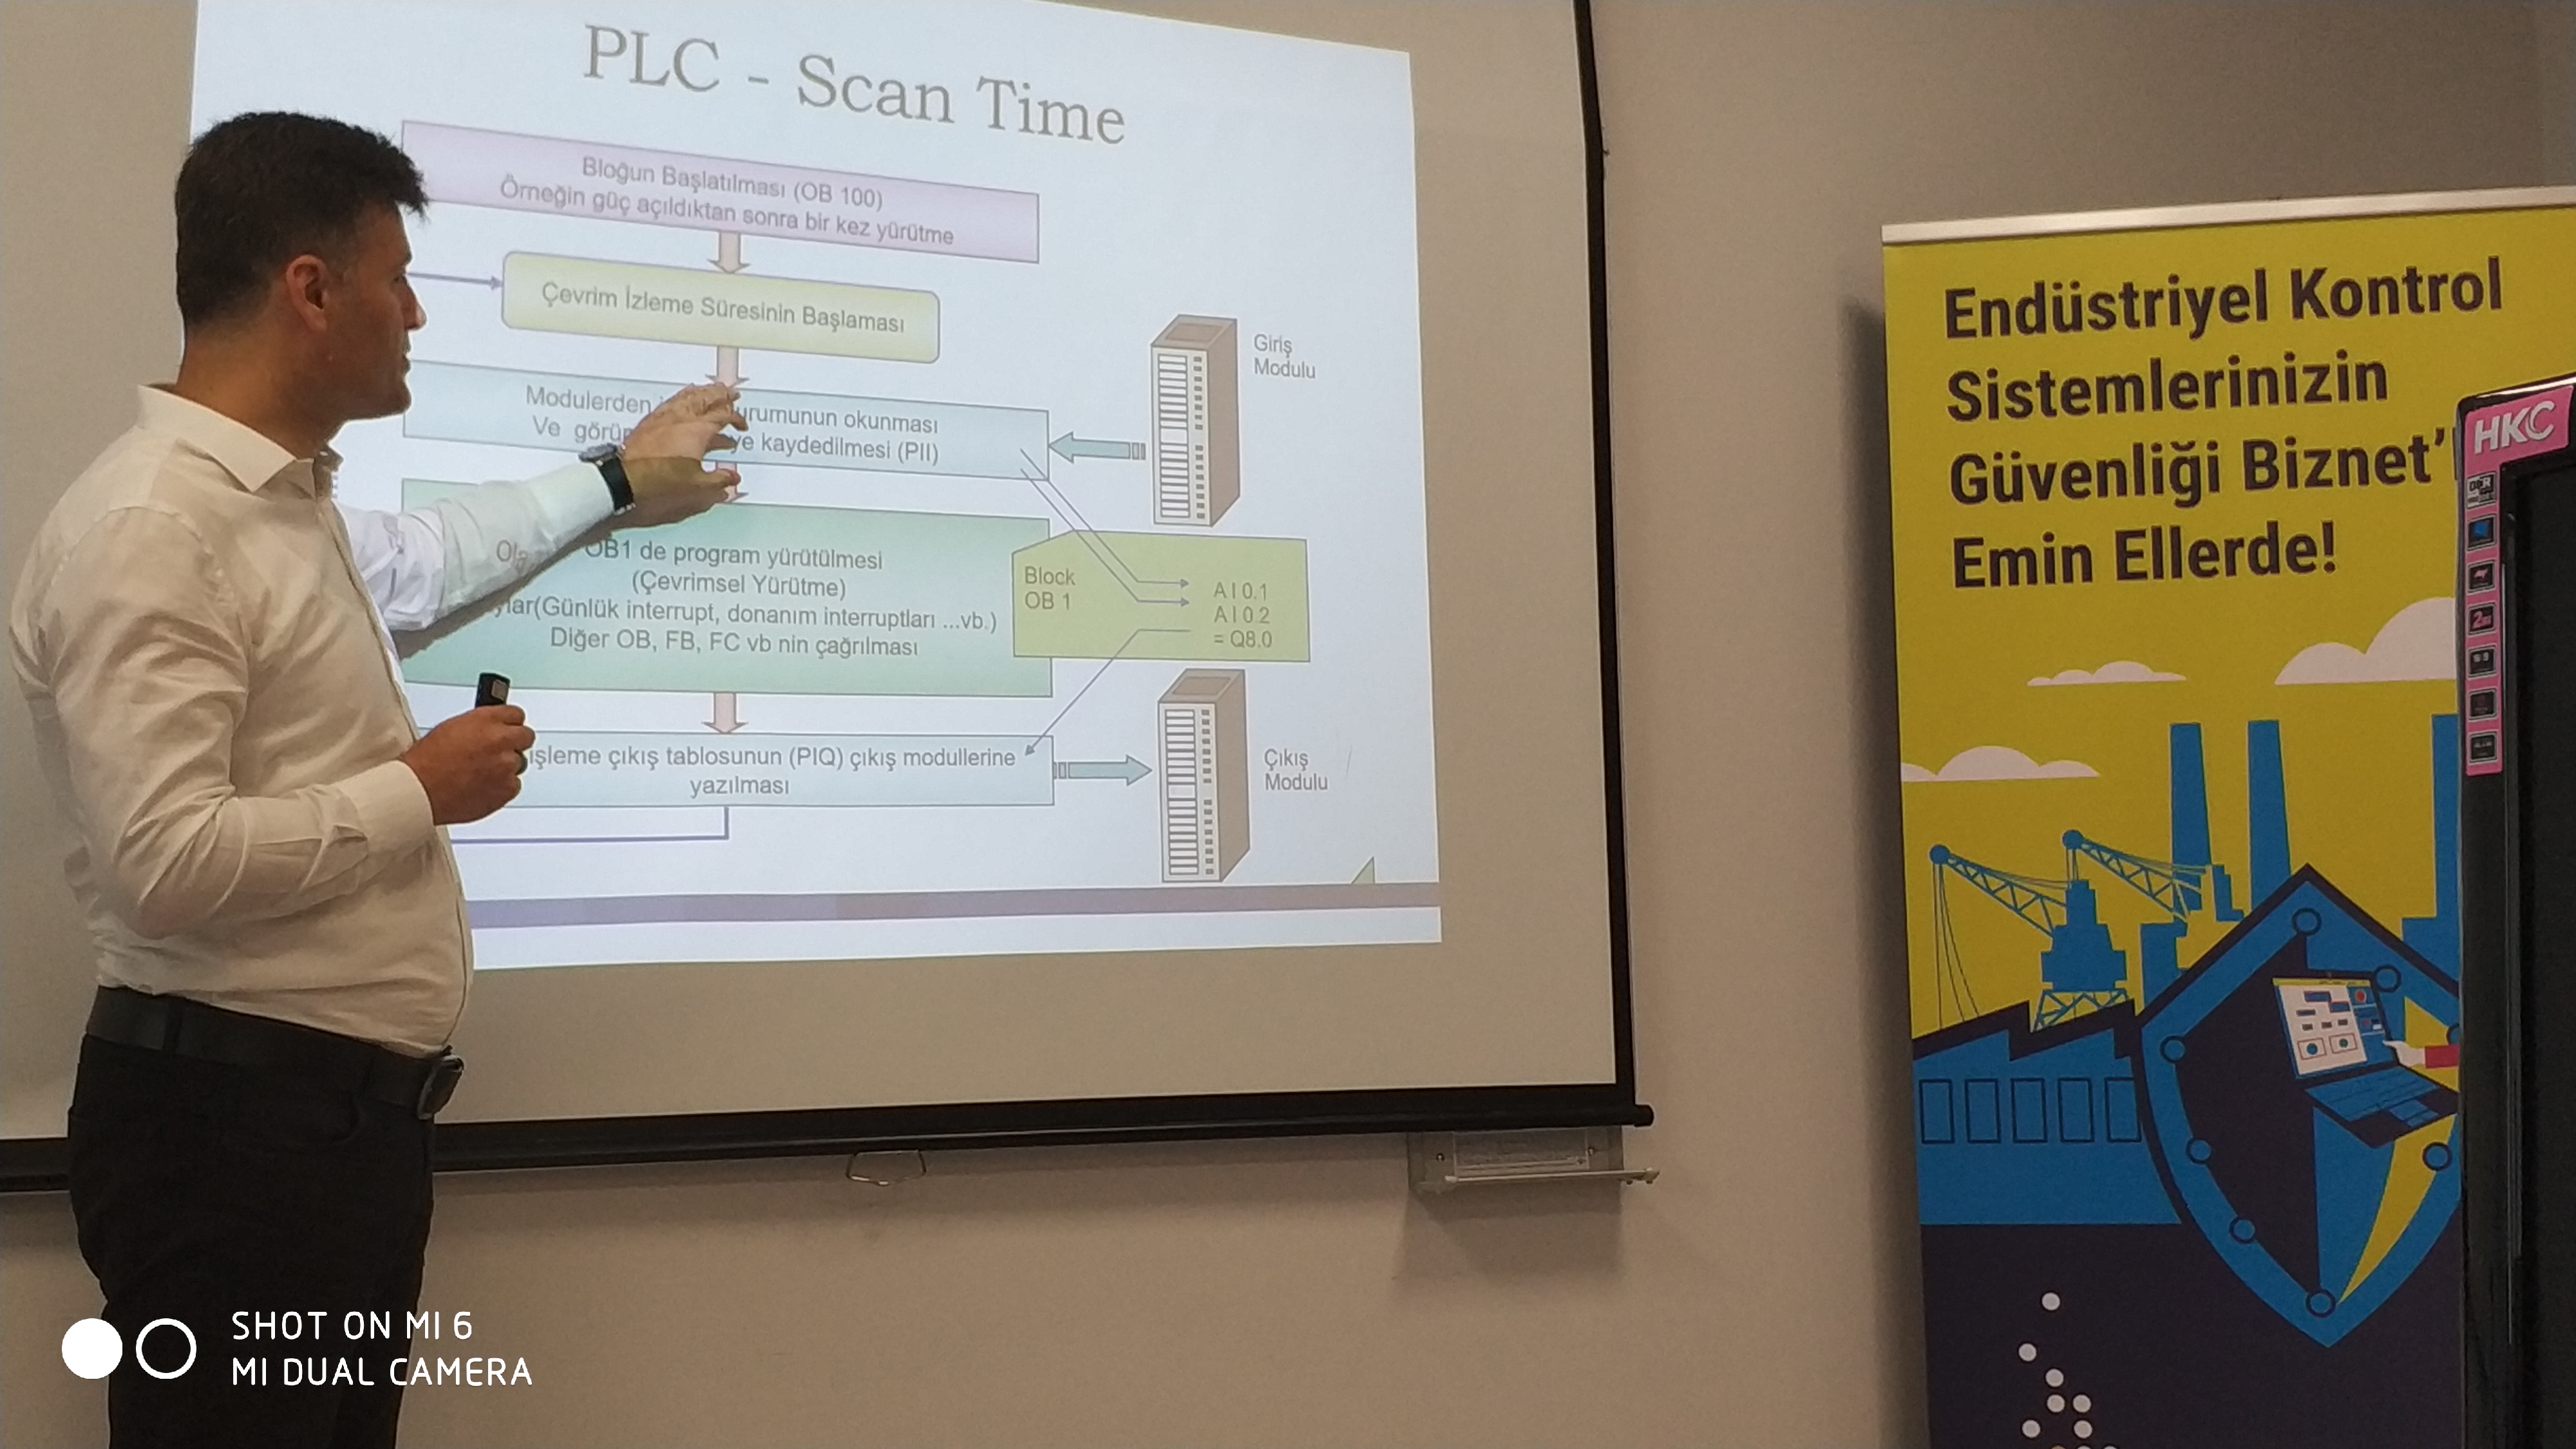 PLC - Scan Time
Bloğun Başlatılması (OB 100)
Örneğin güç açıldıktan sonra bir kez yürütme
Çevrim İzleme Süresinin Başlaması
Modulerden
okunması
Ve
kaydedilmesi (PII)
Giriş
Modulu
OB1 de program yürütülmesi
(Çevrimsel Yürütme)
(Günlük interrupt, donanım interruptları ...vb.)
Diğer OB, FB, FC vb nin çağrılması
Block
OB 1
A I 0.1
A I 0.2
= Q8.0
işleme çıkış tablosunun (PIQ) çıkış modullerine
yazılması
Çıkış
Modulu
Endüstriyel Kontrol
Sistemlerinizin
Güvenliği Biznet'
Emin Ellerde!
HKC
SHOT ON MI 6
MI DUAL CAMERA